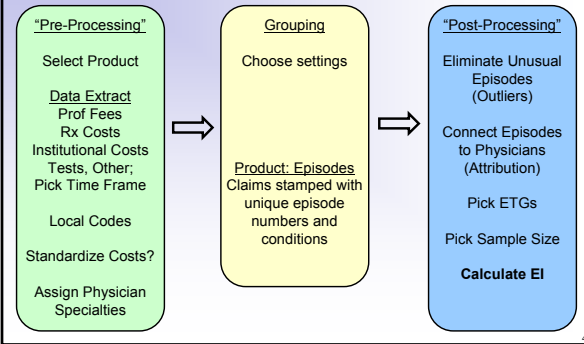 “Pre-Processing”
Select Product
Data Extract
Prof Fees
Rx Costs
Institutional Costs
Tests, Other;
Pick Time Frame
Local Codes
Standardize Costs?
Assign Physician
Specialties
Grouping
Choose settings
Product: Episodes
Claims stamped with
unique episode
numbers and
conditions
“Post-Processing”
Eliminate Unusual
Episodes
(Outliers)
Connect Episodes
to Physicians
(Attribution)
Pick ETGs
Pick Sample Size
Calculate EI